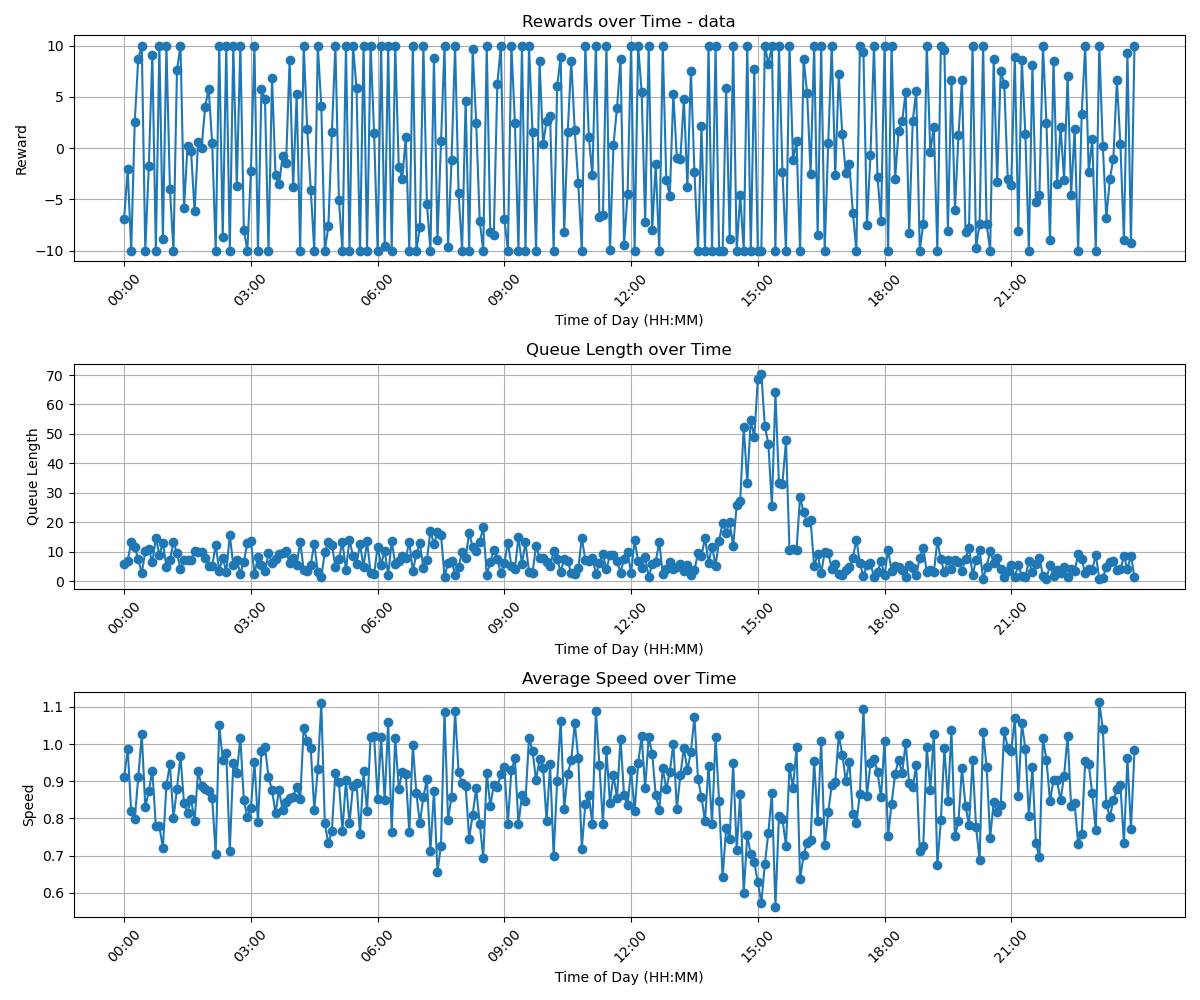 Rewards over Time - data
Reward
10
5
0
−5
−10
00:00 03:00 06:00 09:00 12:00 15:00 18:00 21:00
Time of Day (HH:MM)
Queue Length over Time
Queue Length
70
60
50
40
30
20
10
0
00:00 03:00 06:00 09:00 12:00 15:00 18:00 21:00
Time of Day (HH:MM)
Average Speed over Time
Speed
1.1
1.0
0.9
0.8
0.7
0.6
00:00 03:00 06:00 09:00 12:00 15:00 18:00 21:00
Time of Day (HH:MM)